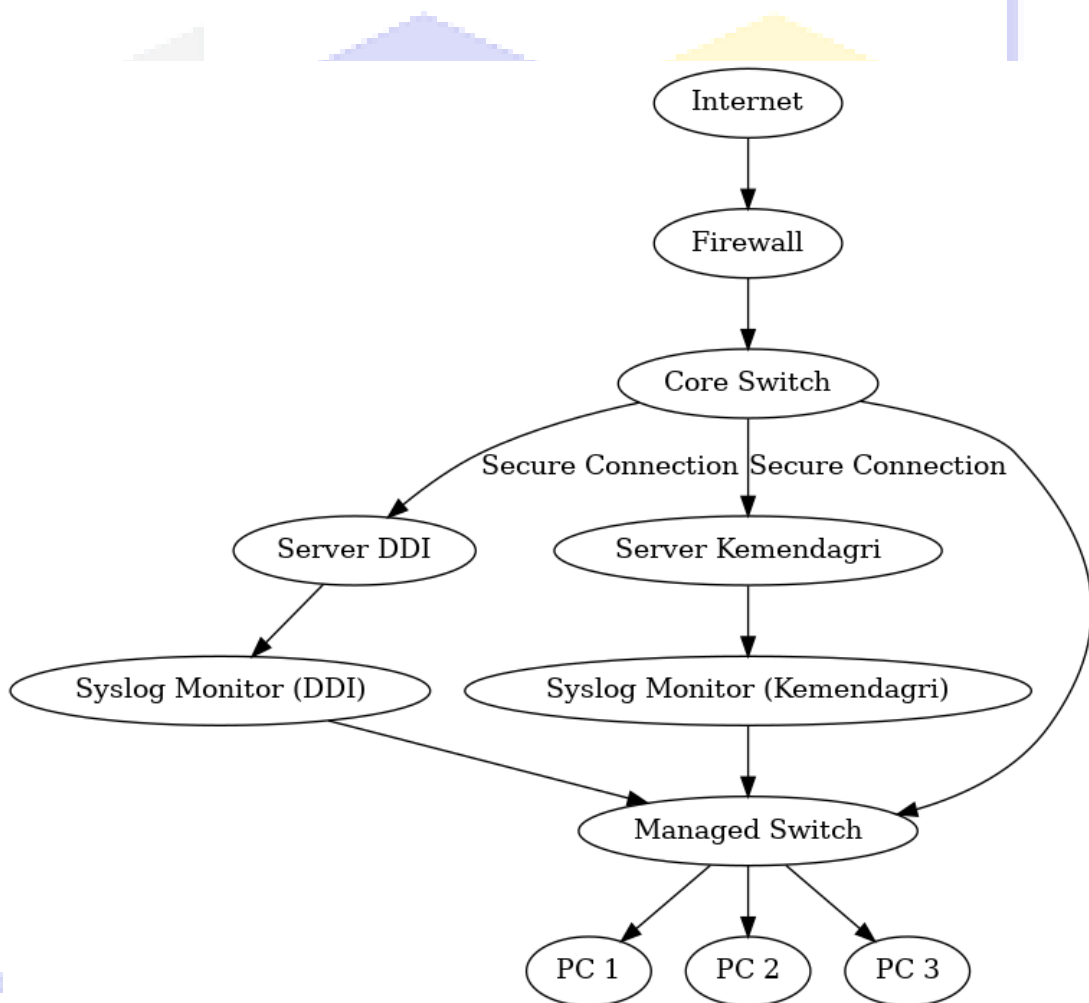 Internet
Firewall
Core Switch
Secure Connection
Secure Connection
Server DDI
Server Kemendagri
Syslog Monitor (DDI)
Syslog Monitor (Kemendagri)
Managed Switch
PC 1
PC 2
PC 3